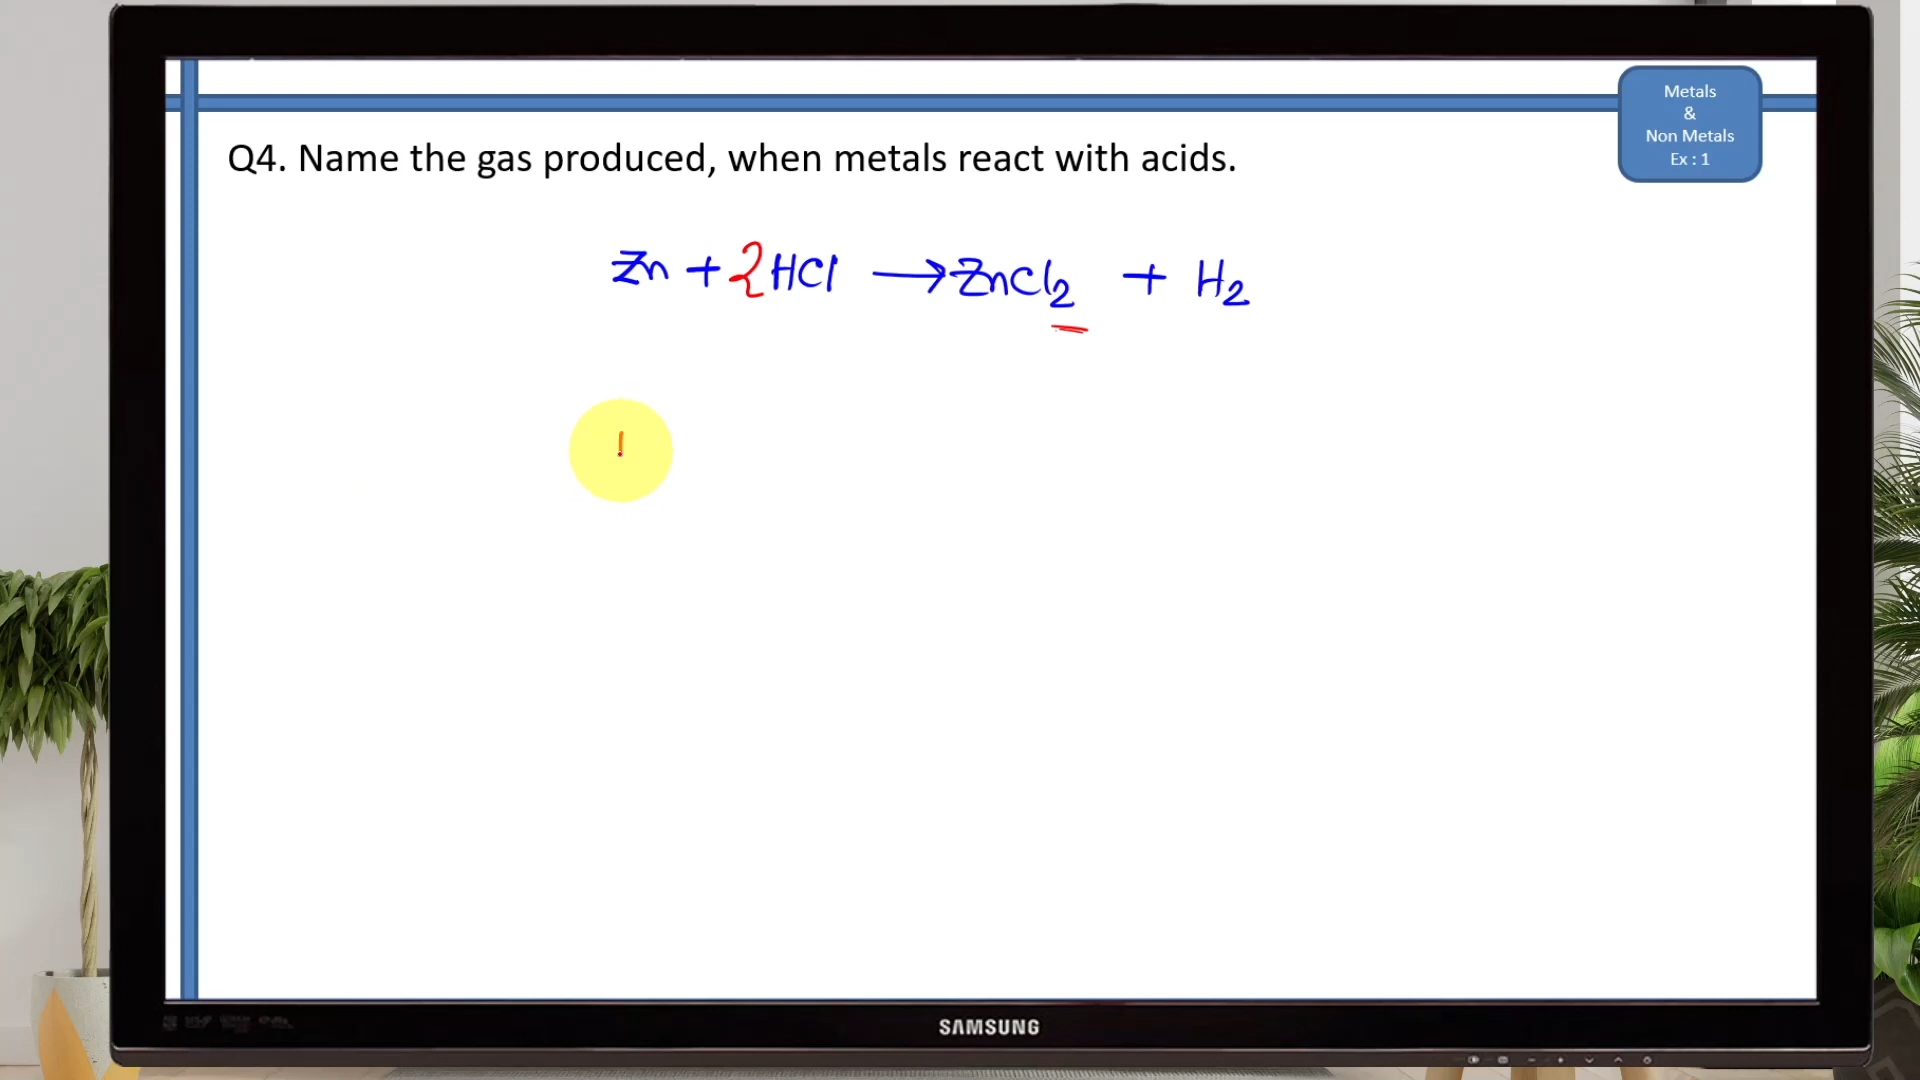 Metals
&
Non Metals
Ex : 1
Q4. Name the gas produced, when metals react with acids.
Zn + 2HCl → ZnCl₂ + H₂
SAMSUNG